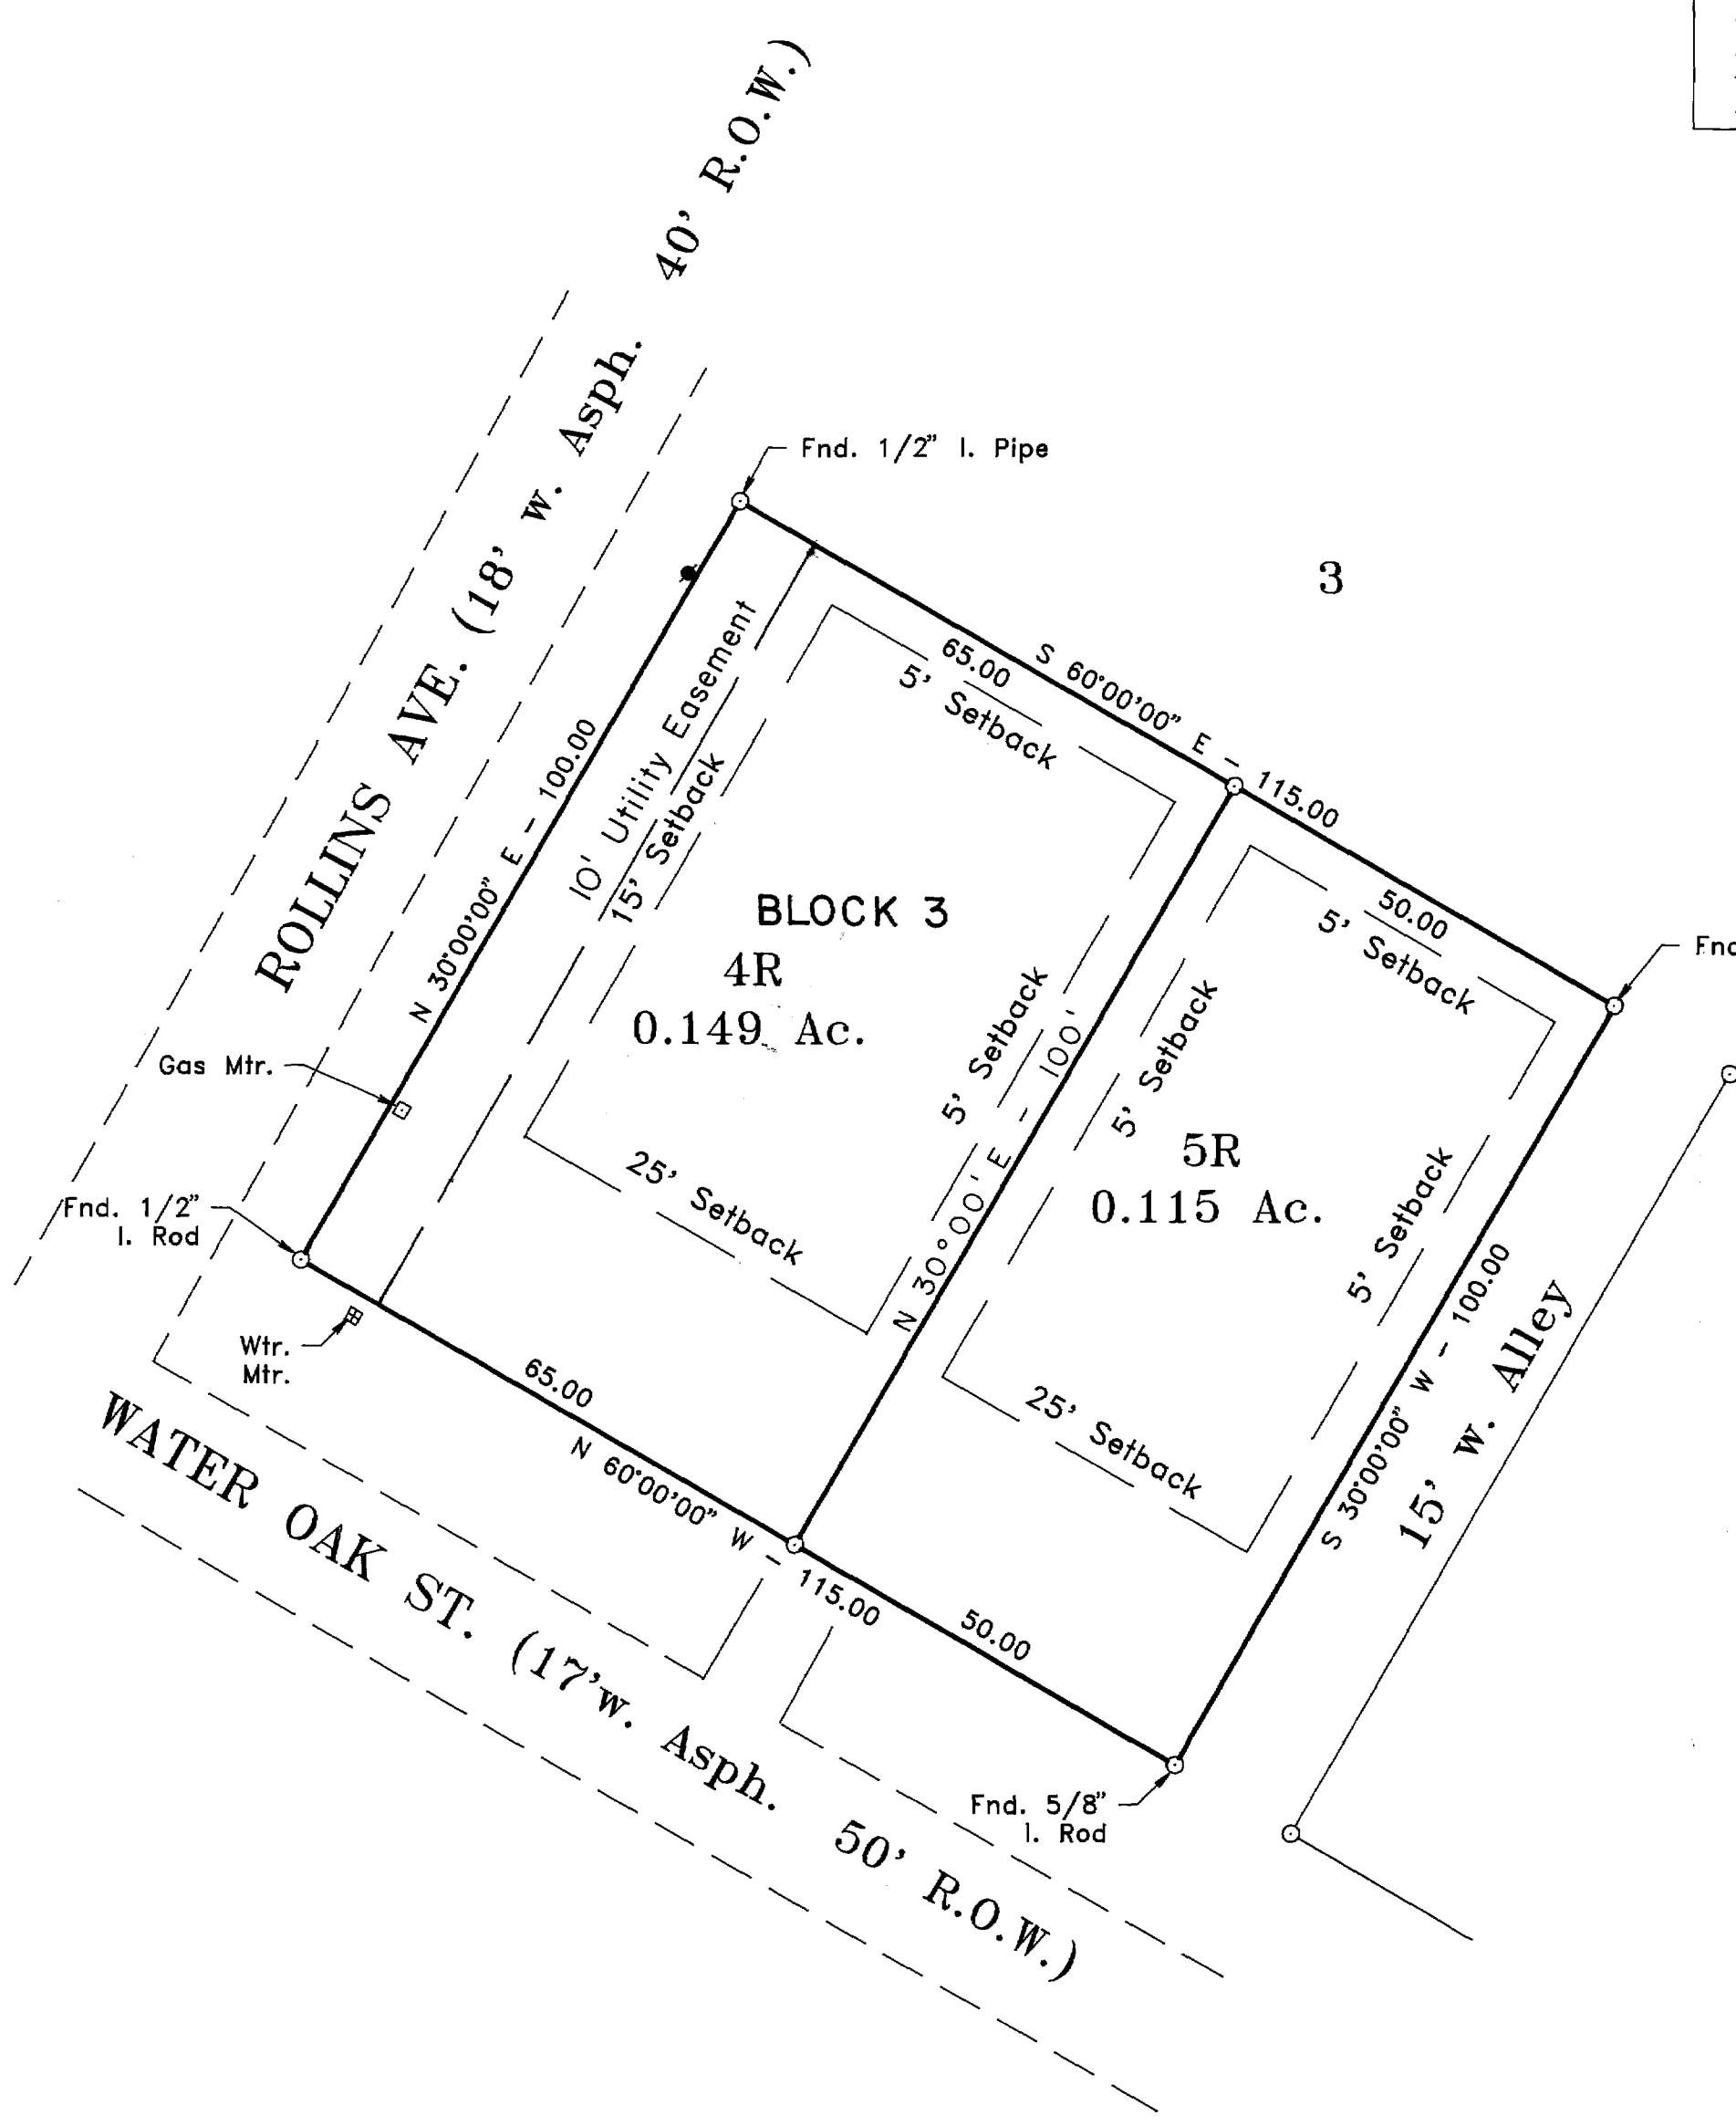 ROLLINS AVE. (18' w. Asph. 40' R.O.W.)
Fnd. 1/2" I. Pipe
3
65.00
S 60°00'00" E - 115.00
5' Setback
50.00
5' Setback
Fnd
N 30°00'00" E - 100.00
10' Utility Easement
15' Setback
BLOCK 3
4R
0.149 Ac.
5' Setback
N 30°00' E - 100'
5' Setback
5R
0.115 Ac.
5' Setback
Gas Mtr.
25' Setback
Fnd. 1/2"
I. Rod
Wtr.
Mtr.
65.00
N 60°00'00" W - 115.00
25' Setback
S 30°00'00" W - 100.00
15' w. Alley
50.00
WATER OAK ST. (17'w. Asph. 50' R.O.W.)
Fnd. 5/8"
I. Rod